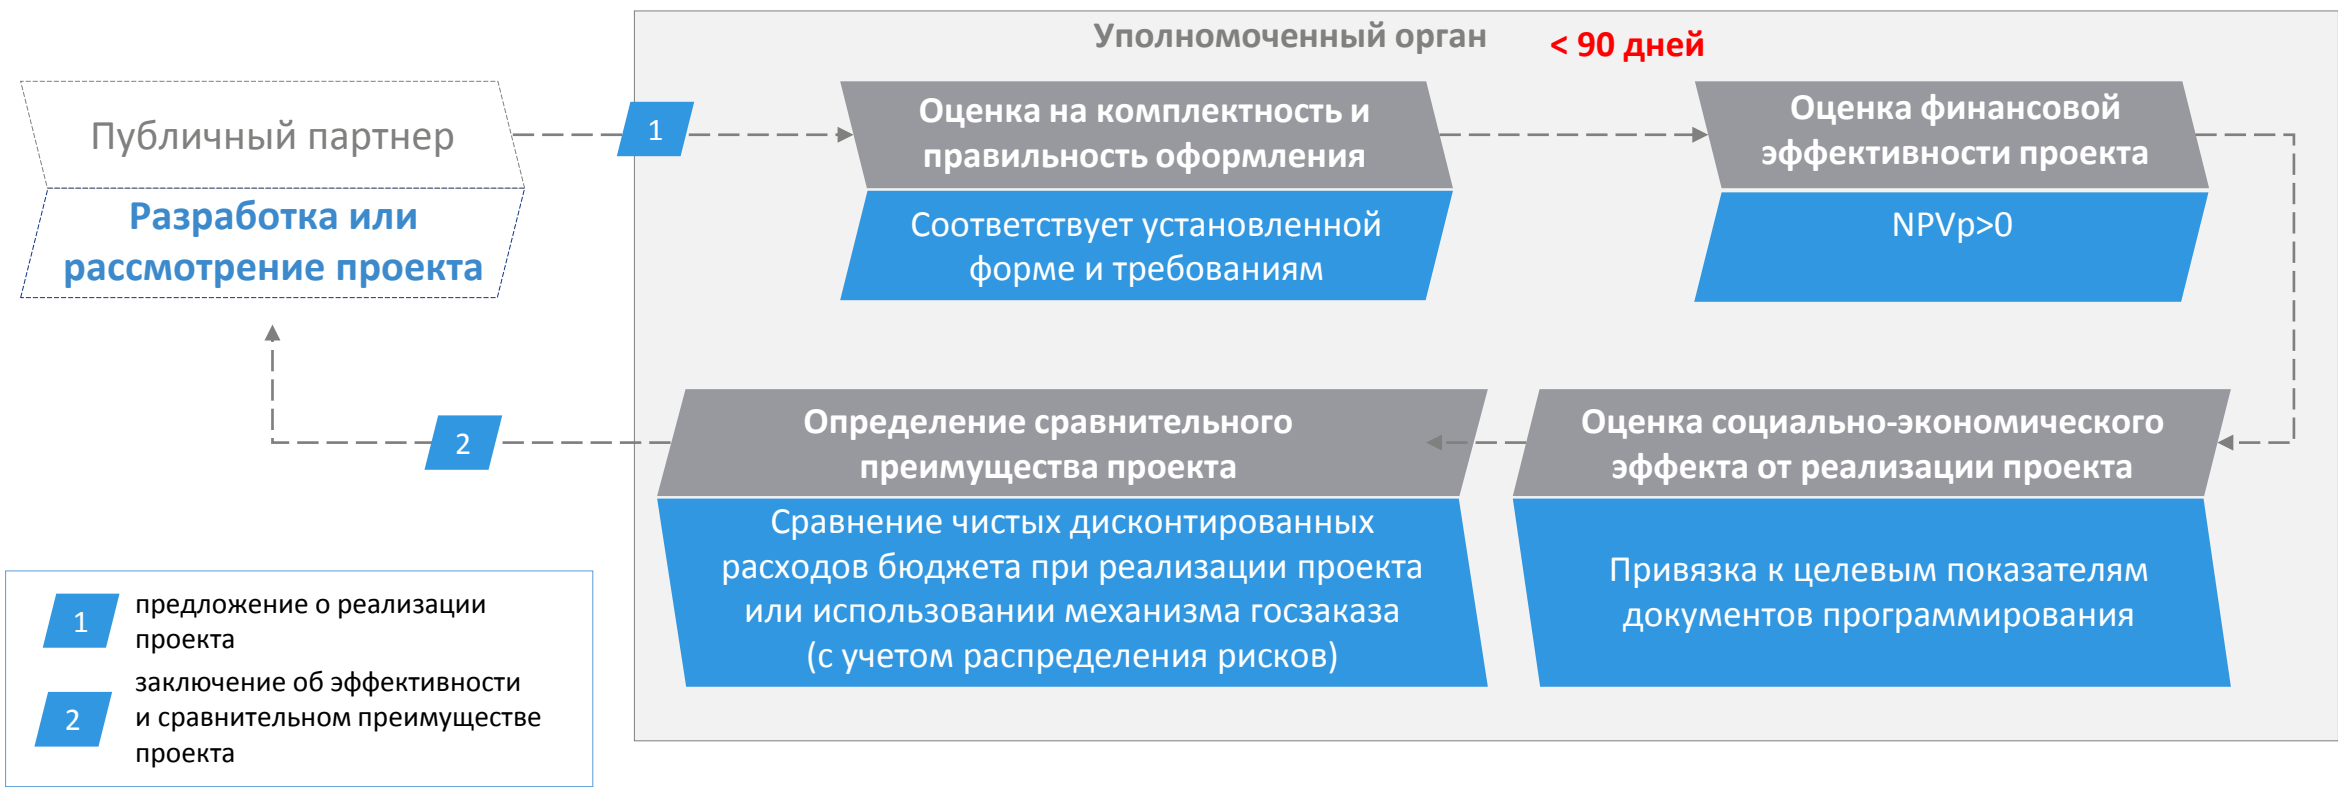 Уполномоченный орган
< 90 дней
Публичный партнер
Разработка или
рассмотрение проекта
1
Оценка на комплектность и
правильность оформления
Соответствует установленной
форме и требованиям
Оценка финансовой
эффективности проекта
NPVp>0
2
Определение сравнительного
преимущества проекта
Сравнение чистых дисконтированных
расходов бюджета при реализации проекта
или использовании механизма госзаказа
(с учетом распределения рисков)
Оценка социально-экономического
эффекта от реализации проекта
Привязка к целевым показателям
документов программирования
1
предложение о реализации
проекта
2
заключение об эффективности
и сравнительном преимуществе
проекта